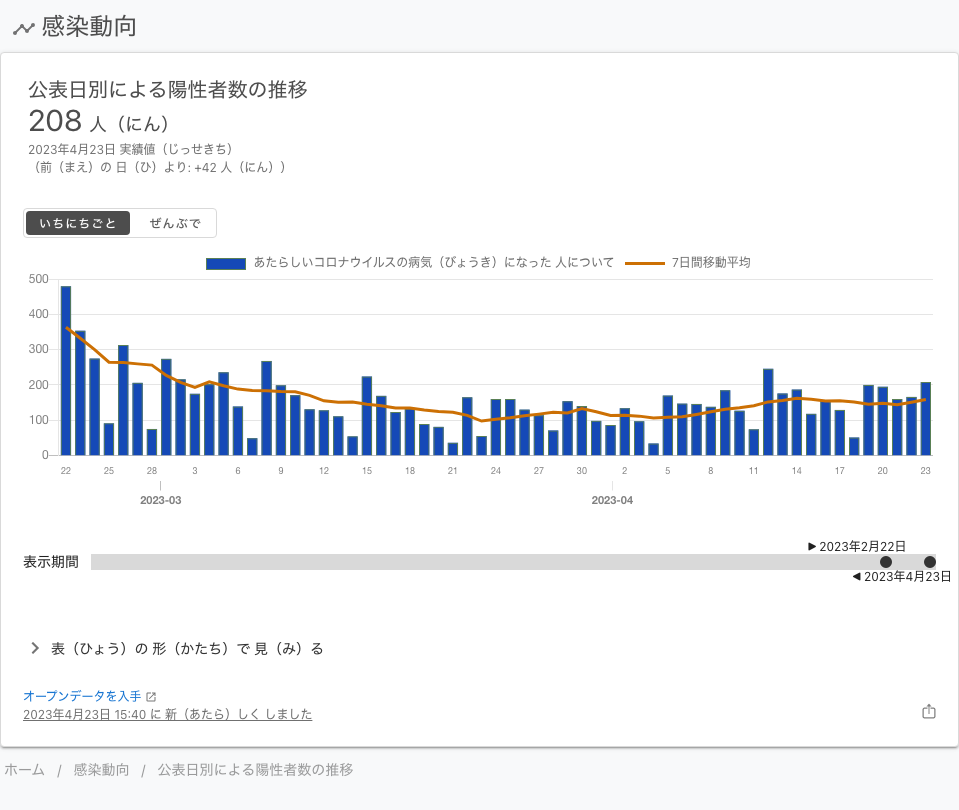 感染動向
公表日別による陽性者数の推移
208 人（にん）
2023年4月23日 実績値（じっせきち）
（前（まえ）の 日（ひ）より: +42 人（にん））
いちにちごと ぜんぶで
あたらしいコロナウイルスの病気（びょうき）になった 人について 7日間移動平均
500
400
300
200
100
0
22 25 28 3 6 9 12 15 18 21 24 27 30 2 5 8 11 14 17 20 23
2023-03 2023-04
2023年2月22日
表示期間
2023年4月23日
表（ひょう）の 形（かたち）で 見（み）る
オープンデータを入手
2023年4月23日 15:40 に 新（あたら）しく しました
ホーム / 感染動向 / 公表日別による陽性者数の推移